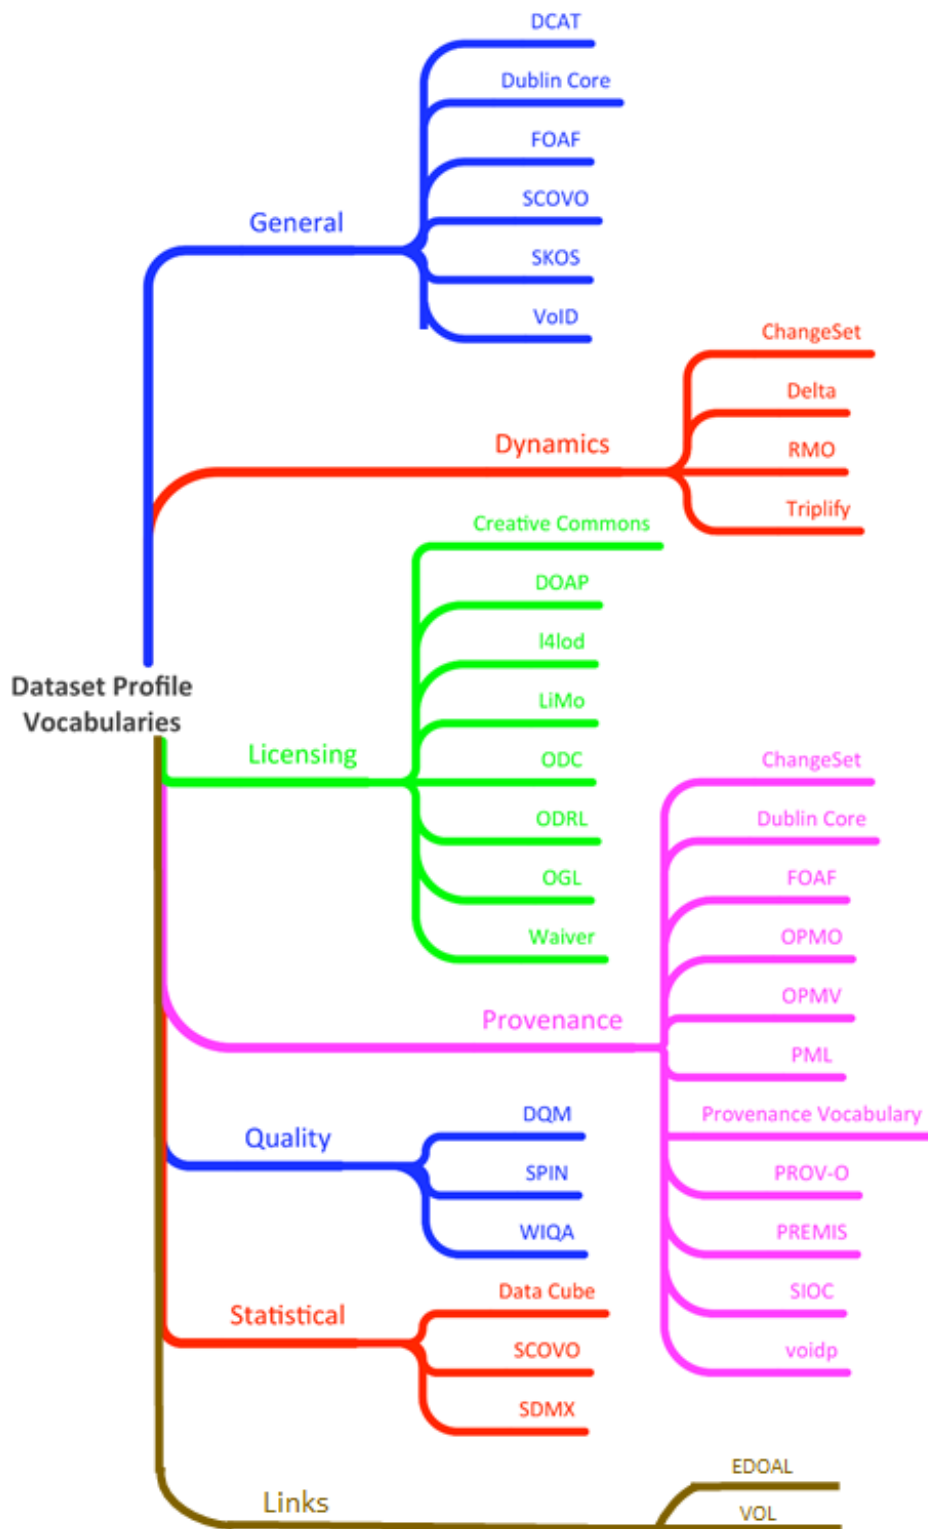 DCAT
Dublin Core
FOAF
SCOVO
General
SKOS
VoID
ChangeSet
Delta
Dynamics
RMO
Triplify
Creative Commons
DOAP
l4lod
LiMo
Dataset Profile
Vocabularies
Licensing
ODC
ODRL
OGL
Waiver
ChangeSet
Dublin Core
FOAF
OPMO
OPMV
Provenance
PML
Provenance Vocabulary
PROV-O
PREMIS
SIOC
voidp
Quality
DQM
SPIN
WIQA
Statistical
Data Cube
SCOVO
SDMX
Links
EDOAL
VOL